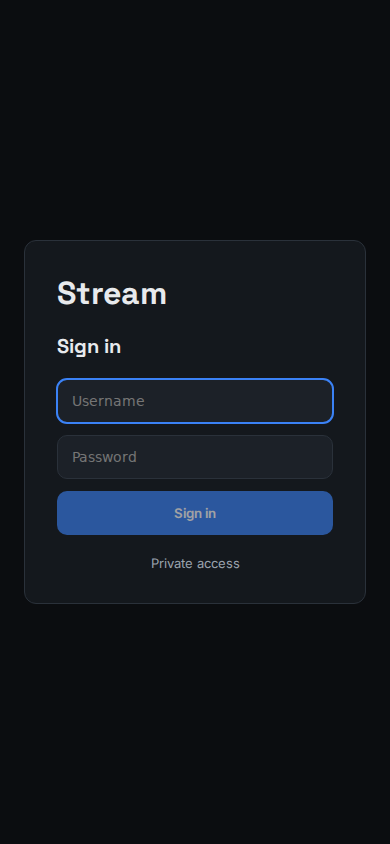 Stream
Sign in
Username
Password
Sign in
Private access